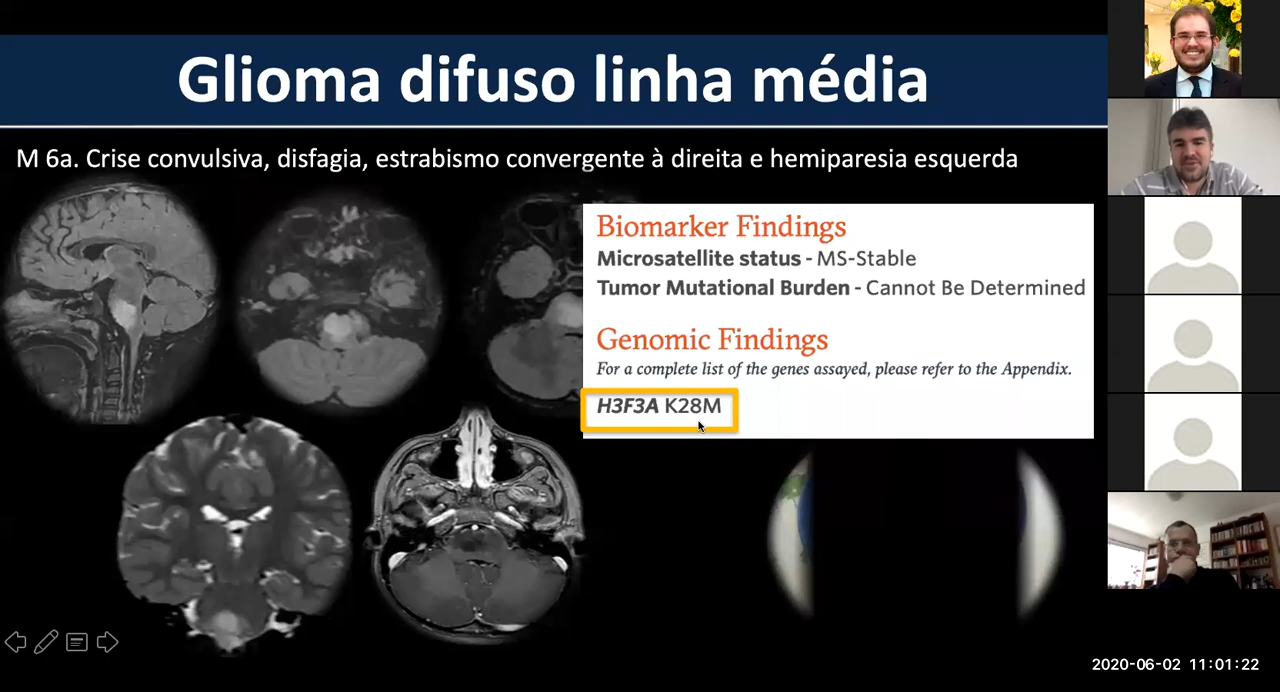 Glioma difuso linha média
M 6a. Crise convulsiva, disfagia, estrabismo convergente à direita e hemiparesia esquerda
Biomarker Findings
Microsatellite status - MS-Stable
Tumor Mutational Burden - Cannot Be Determined
Genomic Findings
For a complete list of the genes assayed, please refer to the Appendix.
H3F3A K28M
2020-06-02 11:01:22